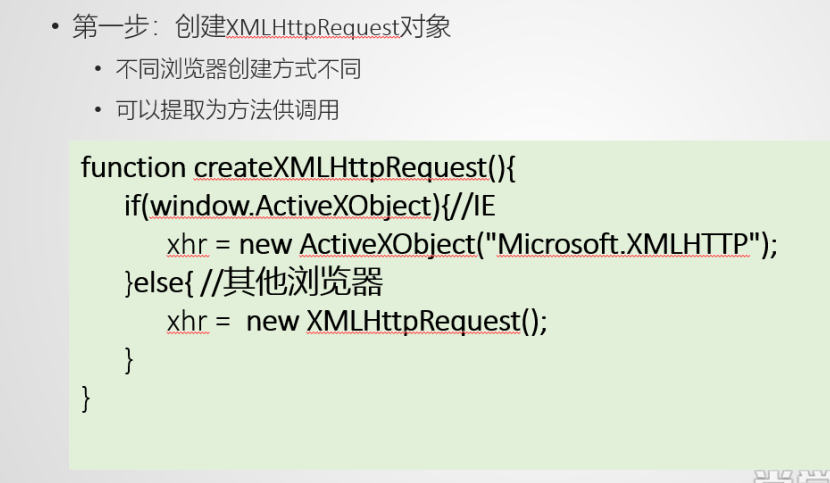 • 第一步：创建XMLHttpRequest对象
• 不同浏览器创建方式不同
• 可以提取为方法供调用
function createXMLHttpRequest(){
if(window.ActiveXObject){//IE
xhr = new ActiveXObject("Microsoft.XMLHTTP");
}else{ //其他浏览器
xhr =  new XMLHttpRequest();
}
}